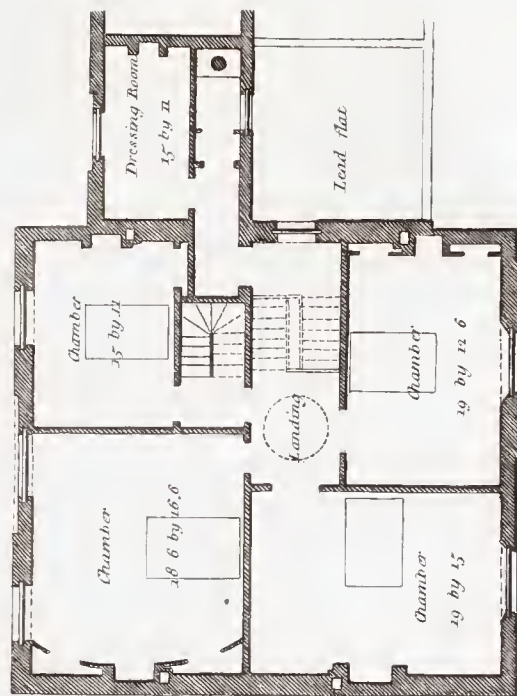 Dressing Room
15 by 11
Lead flat
Chamber
15 by 12
Chamber
19 by 12 6
Landing
Chamber
18 6 by 16,6
Chamber
19 by 15